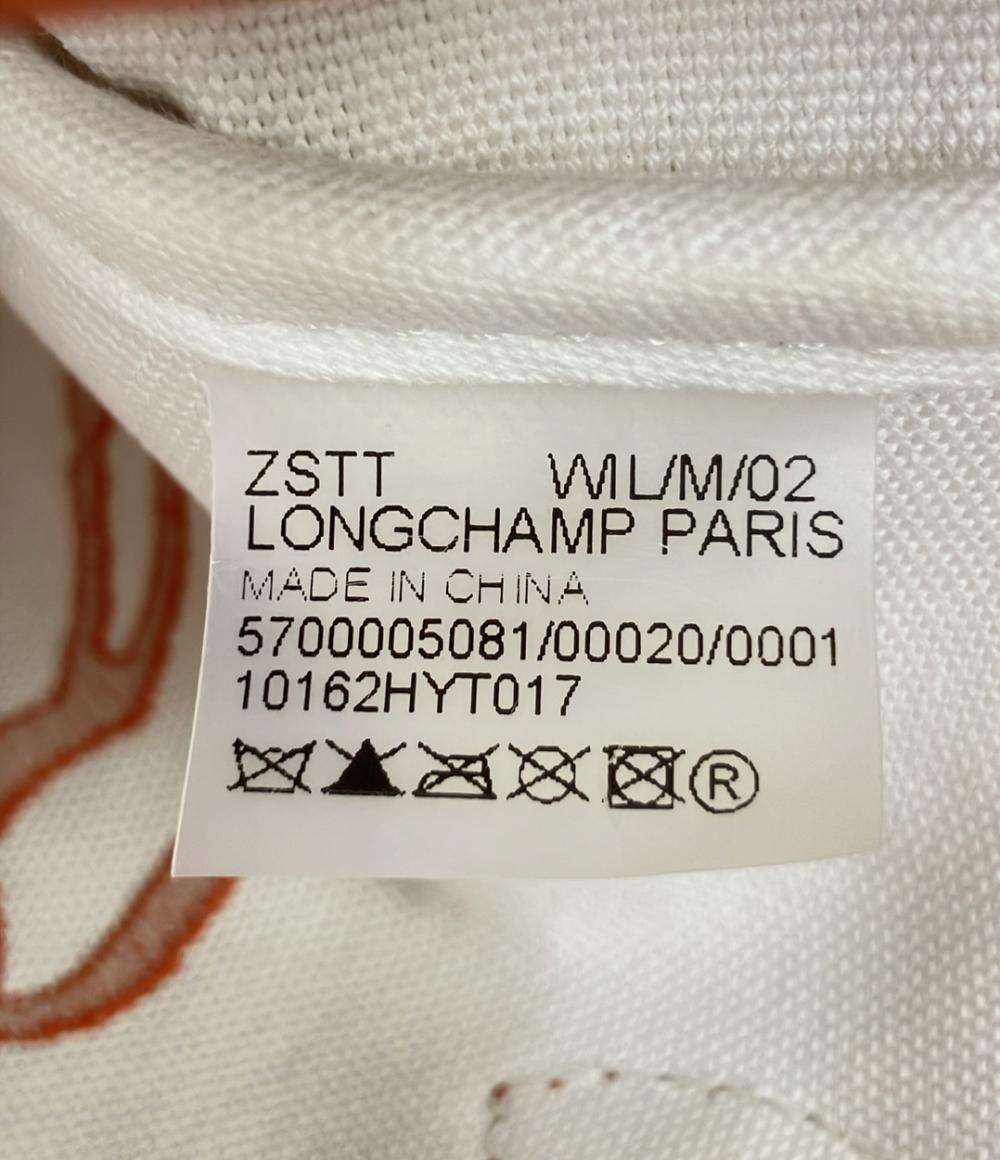 ZSTT WIL/M/02
LONGCHAMP PARIS
MADE IN CHINA
5700005081/00020/0001
10162HYT017
Ⓡ